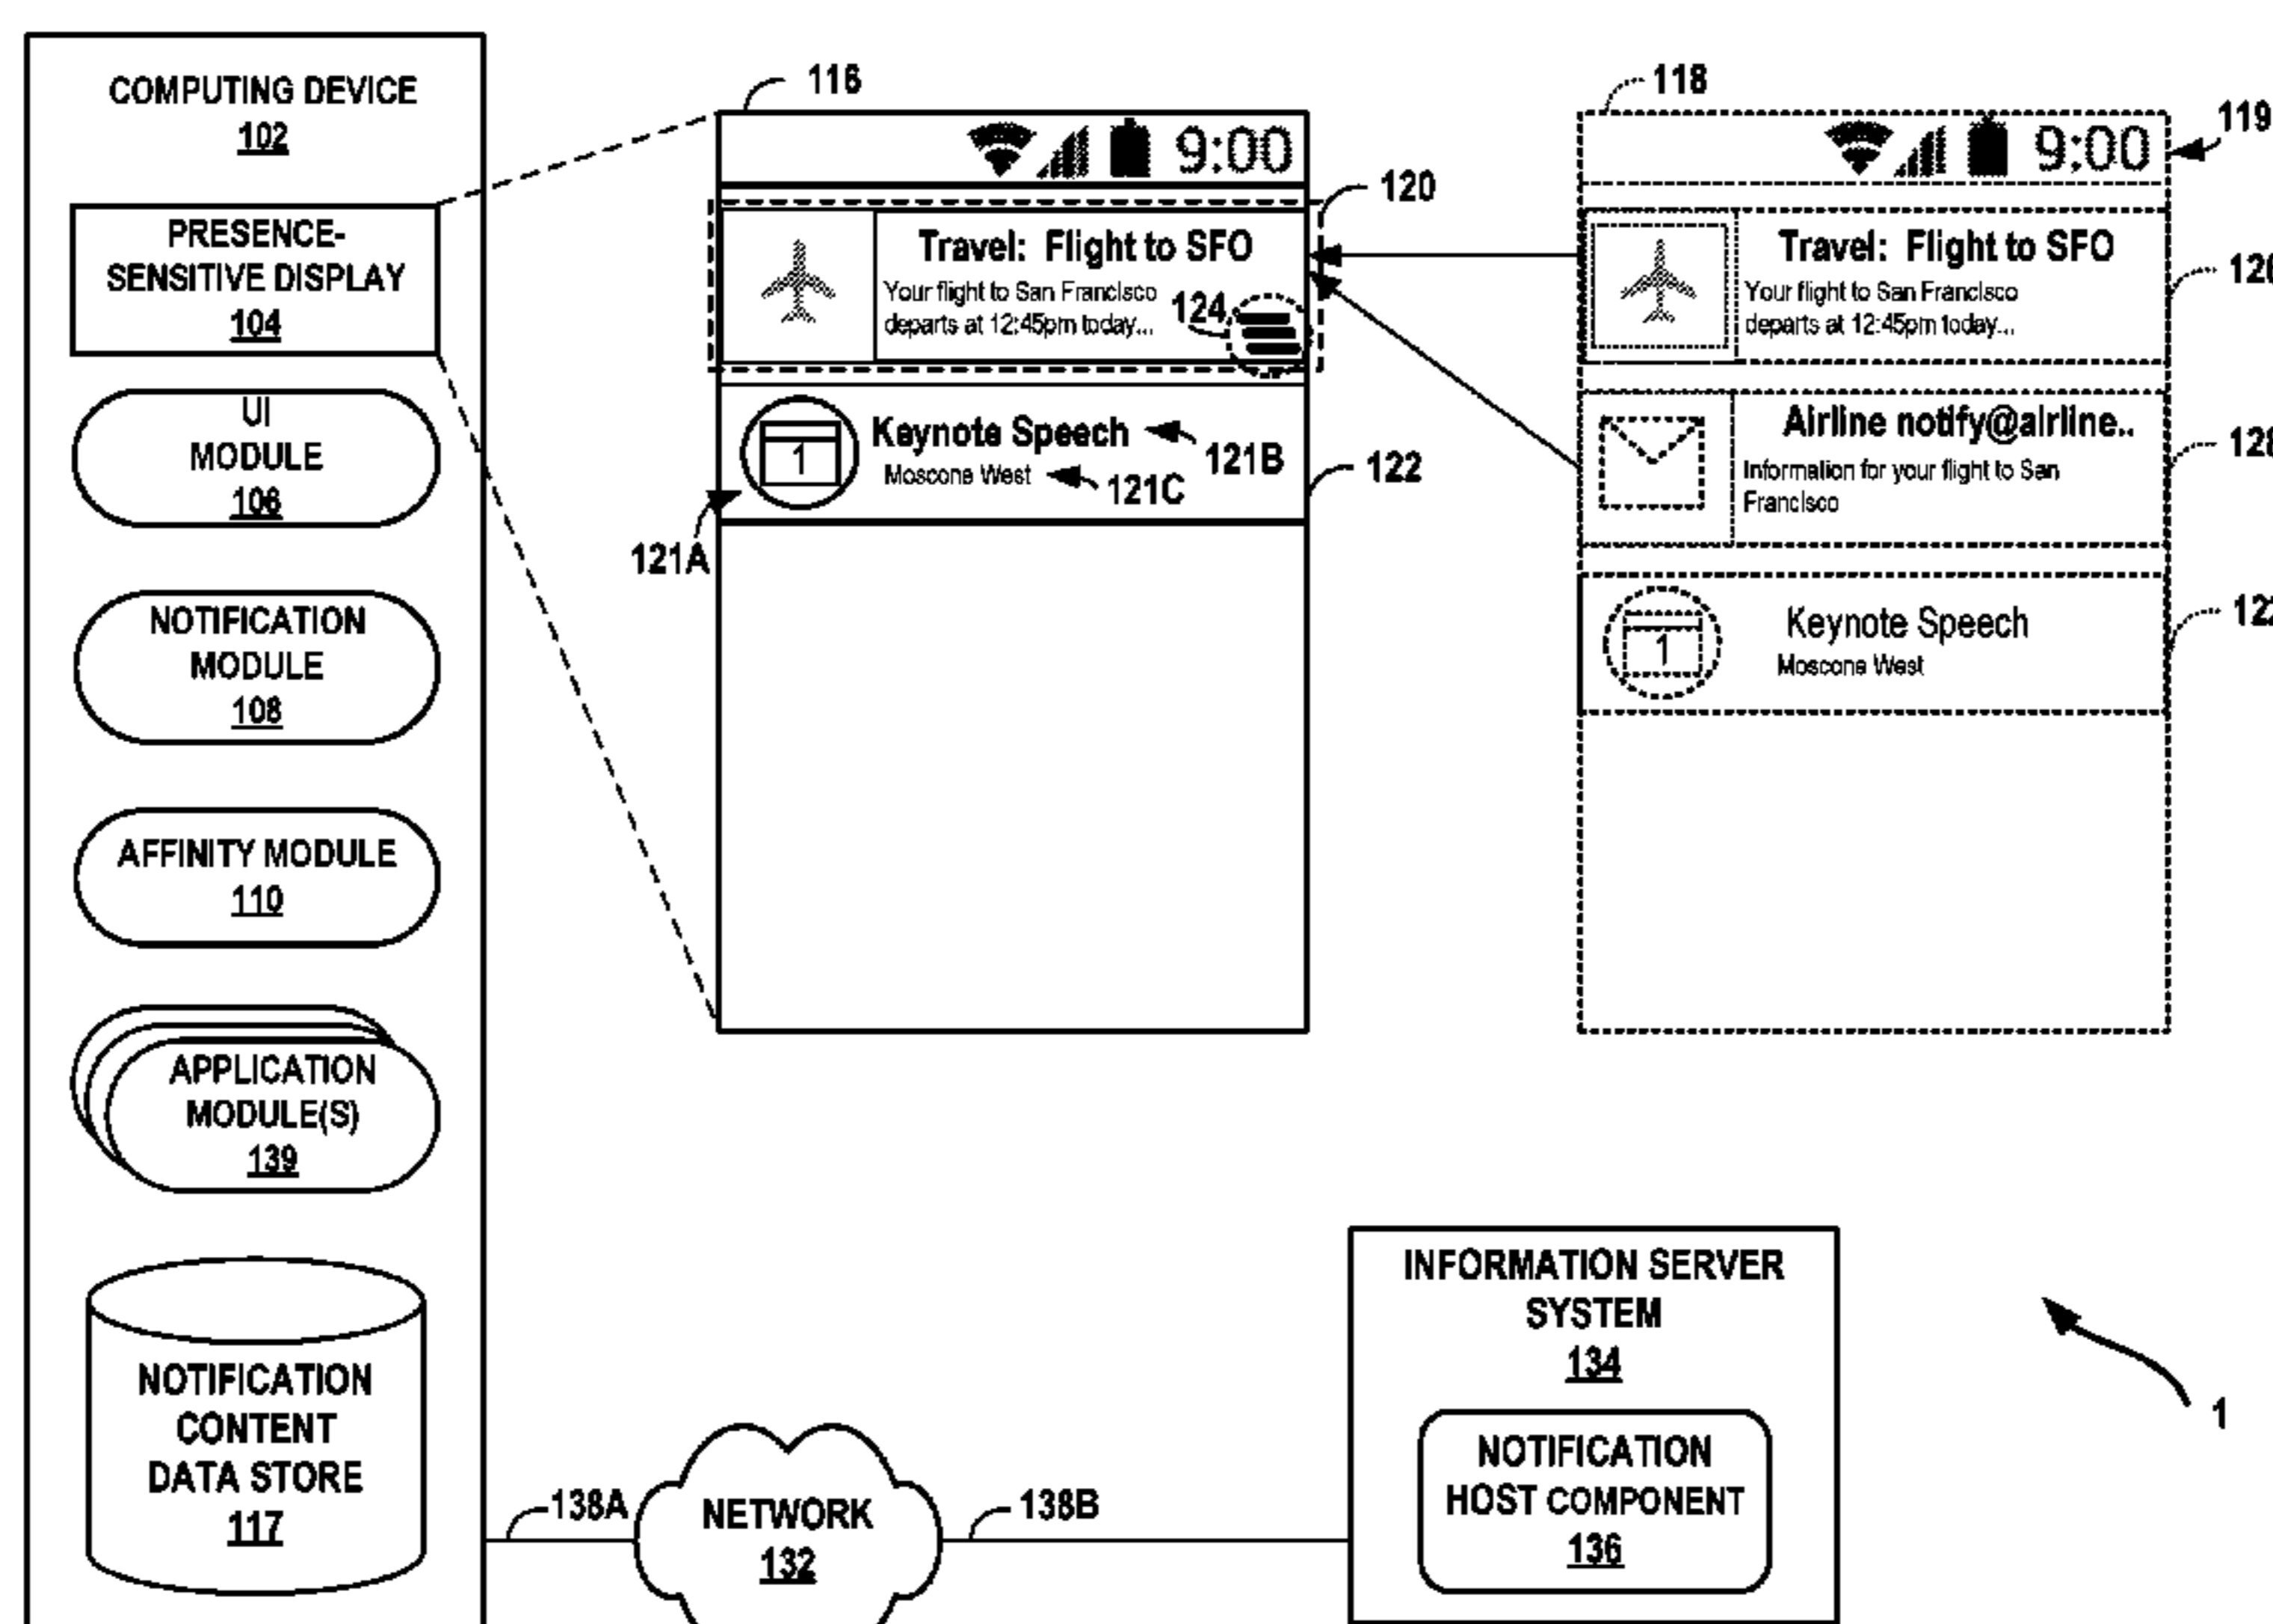 COMPUTING DEVICE
102
PRESENCE-
SENSITIVE DISPLAY
104
UI
MODULE
106
NOTIFICATION
MODULE
108
AFFINITY MODULE
110
APPLICATION
MODULE(S)
139
NOTIFICATION
CONTENT
DATA STORE
117
116
9:00
120
Travel: Flight to SFO
Your flight to San Francisco
departs at 12:45pm today...
124
1
Keynote Speech
121B
Moscone West
121C
122
121A
118
9:00
119
Travel: Flight to SFO
Your flight to San Francisco
departs at 12:45pm today...
Airline notify@airline..
Information for your flight to San
Francisco
1
Keynote Speech
Moscone West
138A
NETWORK
132
138B
INFORMATION SERVER
SYSTEM
134
NOTIFICATION
HOST COMPONENT
136
1